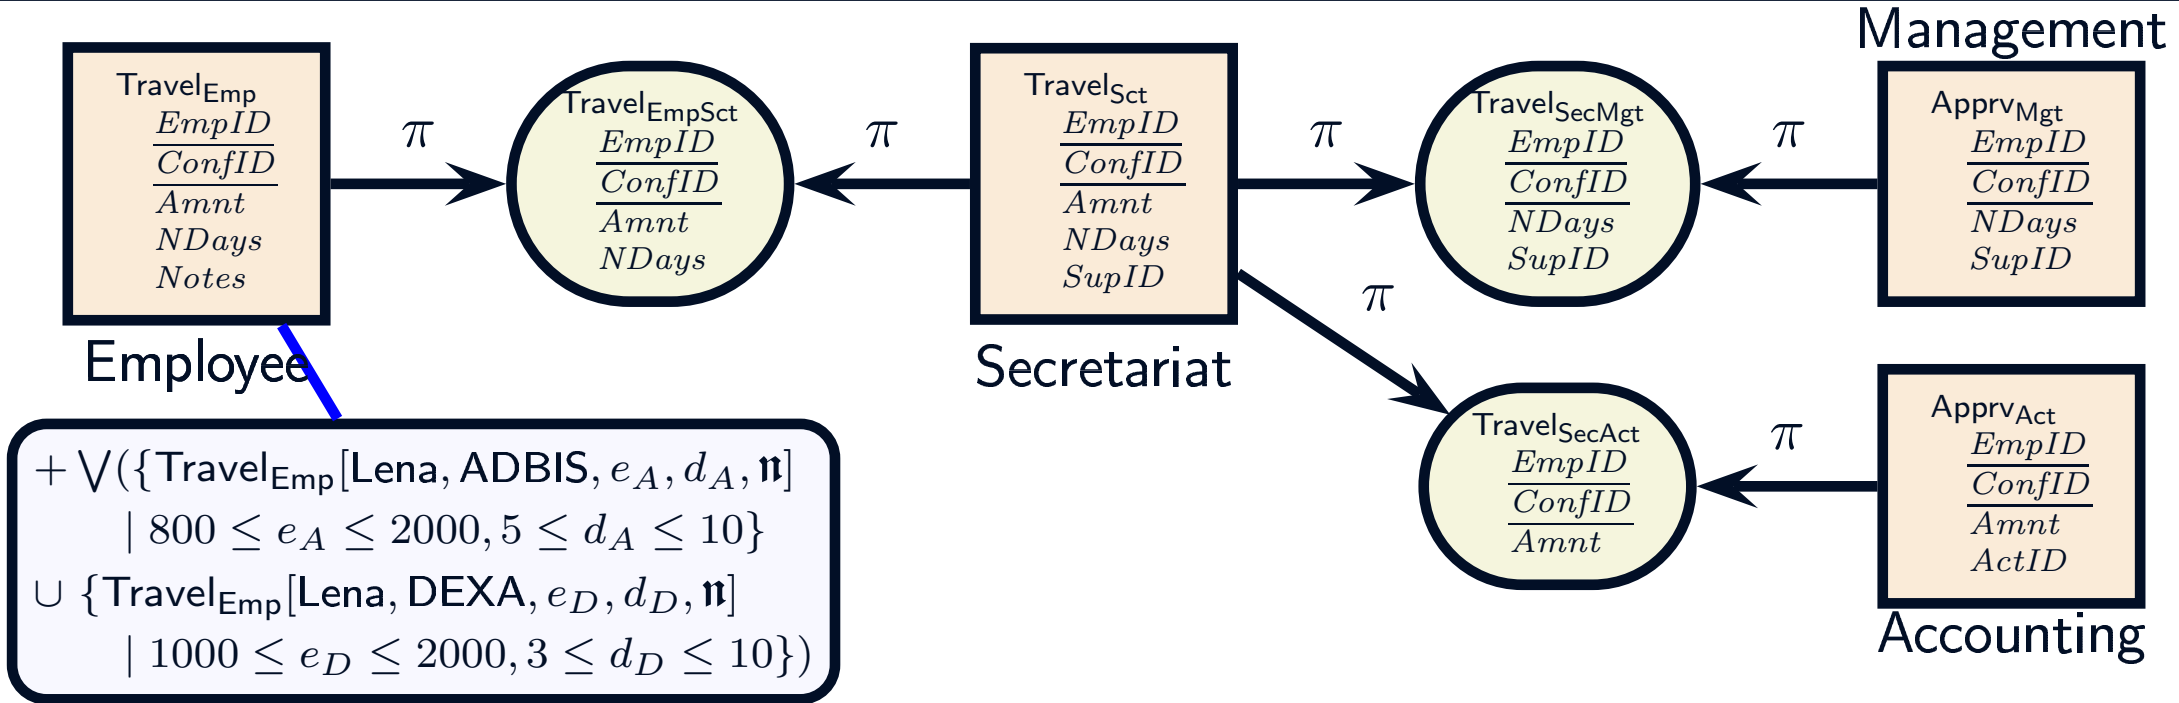 Management
Travel_Emp
EmpID
ConfID
Amnt
NDays
Notes
Employee
π
Travel_EmpSct
EmpID
ConfID
Amnt
NDays
π
Travel_Sct
EmpID
ConfID
Amnt
NDays
SupID
Secretariat
π
Travel_SecMgt
EmpID
ConfID
NDays
SupID
π
Apprv_Mgt
EmpID
ConfID
NDays
SupID
π
Travel_SecAct
EmpID
ConfID
Amnt
π
Apprv_Act
EmpID
ConfID
Amnt
ActID
Accounting
+ ⋁({Travel_Emp[Lena, ADBIS, e_A, d_A, 𝔫]
| 800 ≤ e_A ≤ 2000, 5 ≤ d_A ≤ 10}
∪ {Travel_Emp[Lena, DEXA, e_D, d_D, 𝔫]
| 1000 ≤ e_D ≤ 2000, 3 ≤ d_D ≤ 10})